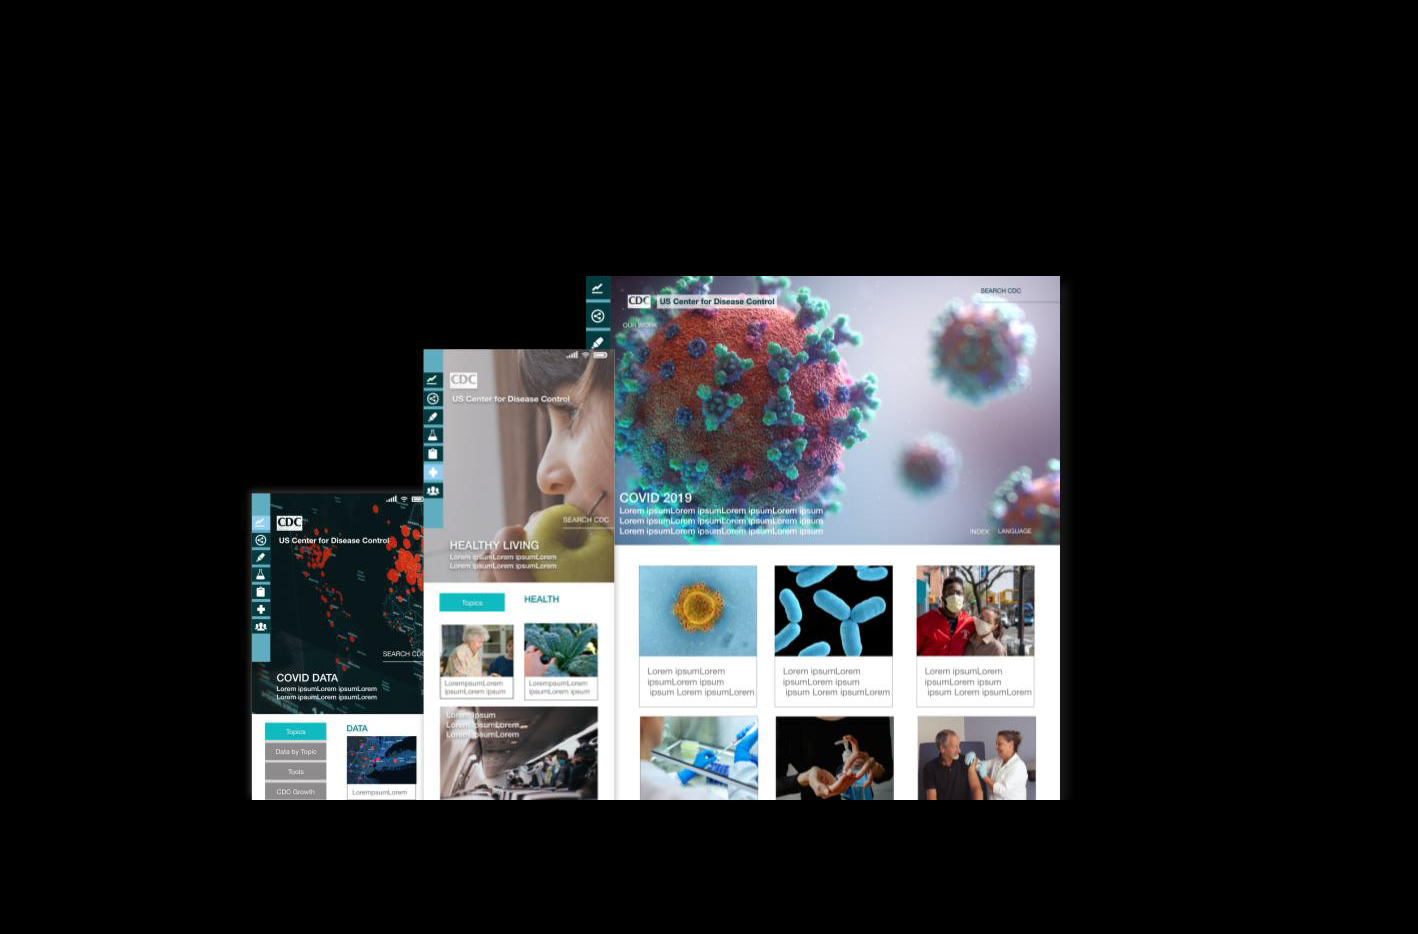 SEARCH CDC
CDC US Center for Disease Control
OUR WORK
COVID 2019
Lorem ipsumLorem ipsumLorem ipsumLorem ipsum
Lorem ipsumLorem ipsumLorem ipsumLorem ipsum
Lorem ipsumLorem ipsumLorem ipsumLorem ipsum
INDEX LANGUAGE
Lorem ipsumLorem
ipsumLorem ipsum
ipsum Lorem ipsumLorem
Lorem ipsumLorem
ipsumLorem ipsum
ipsum Lorem ipsumLorem
Lorem ipsumLorem
ipsumLorem ipsum
ipsum Lorem ipsumLorem
CDC
US Center for Disease Control
SEARCH CDC
HEALTHY LIVING
Lorem ipsumLorem ipsumLorem
Lorem ipsumLorem ipsumLorem
Topics
HEALTH
LoremipsumLorem
ipsumLorem ipsum
LoremipsumLorem
ipsumLorem ipsum
Lorem ipsum
Lorem ipsumLorem
Lorem ipsumLorem
CDC
US Center for Disease Control
SEARCH CDC
COVID DATA
Lorem ipsumLorem ipsumLorem
Lorem ipsumLorem ipsumLorem
Topics
DATA
Data by Topic
Tools
CDC Growth
LorempsumLorem